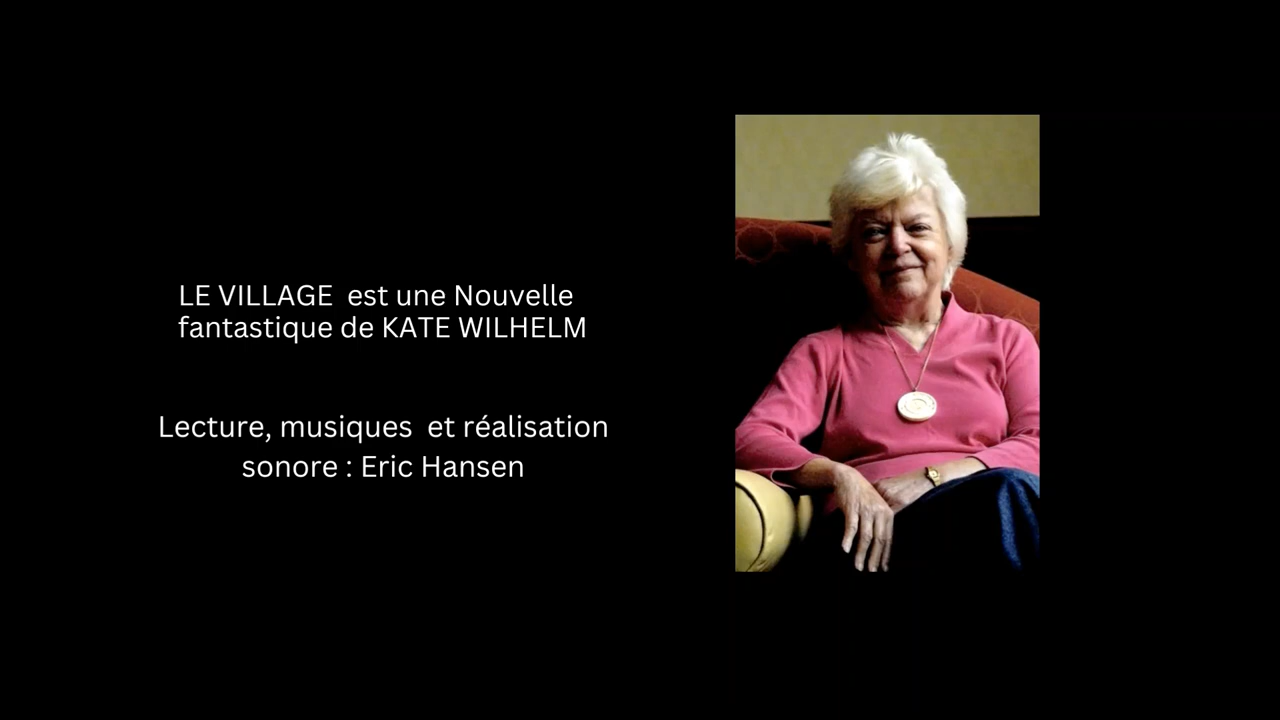 LE VILLAGE  est une Nouvelle
fantastique de KATE WILHELM
Lecture, musiques  et réalisation
sonore : Eric Hansen